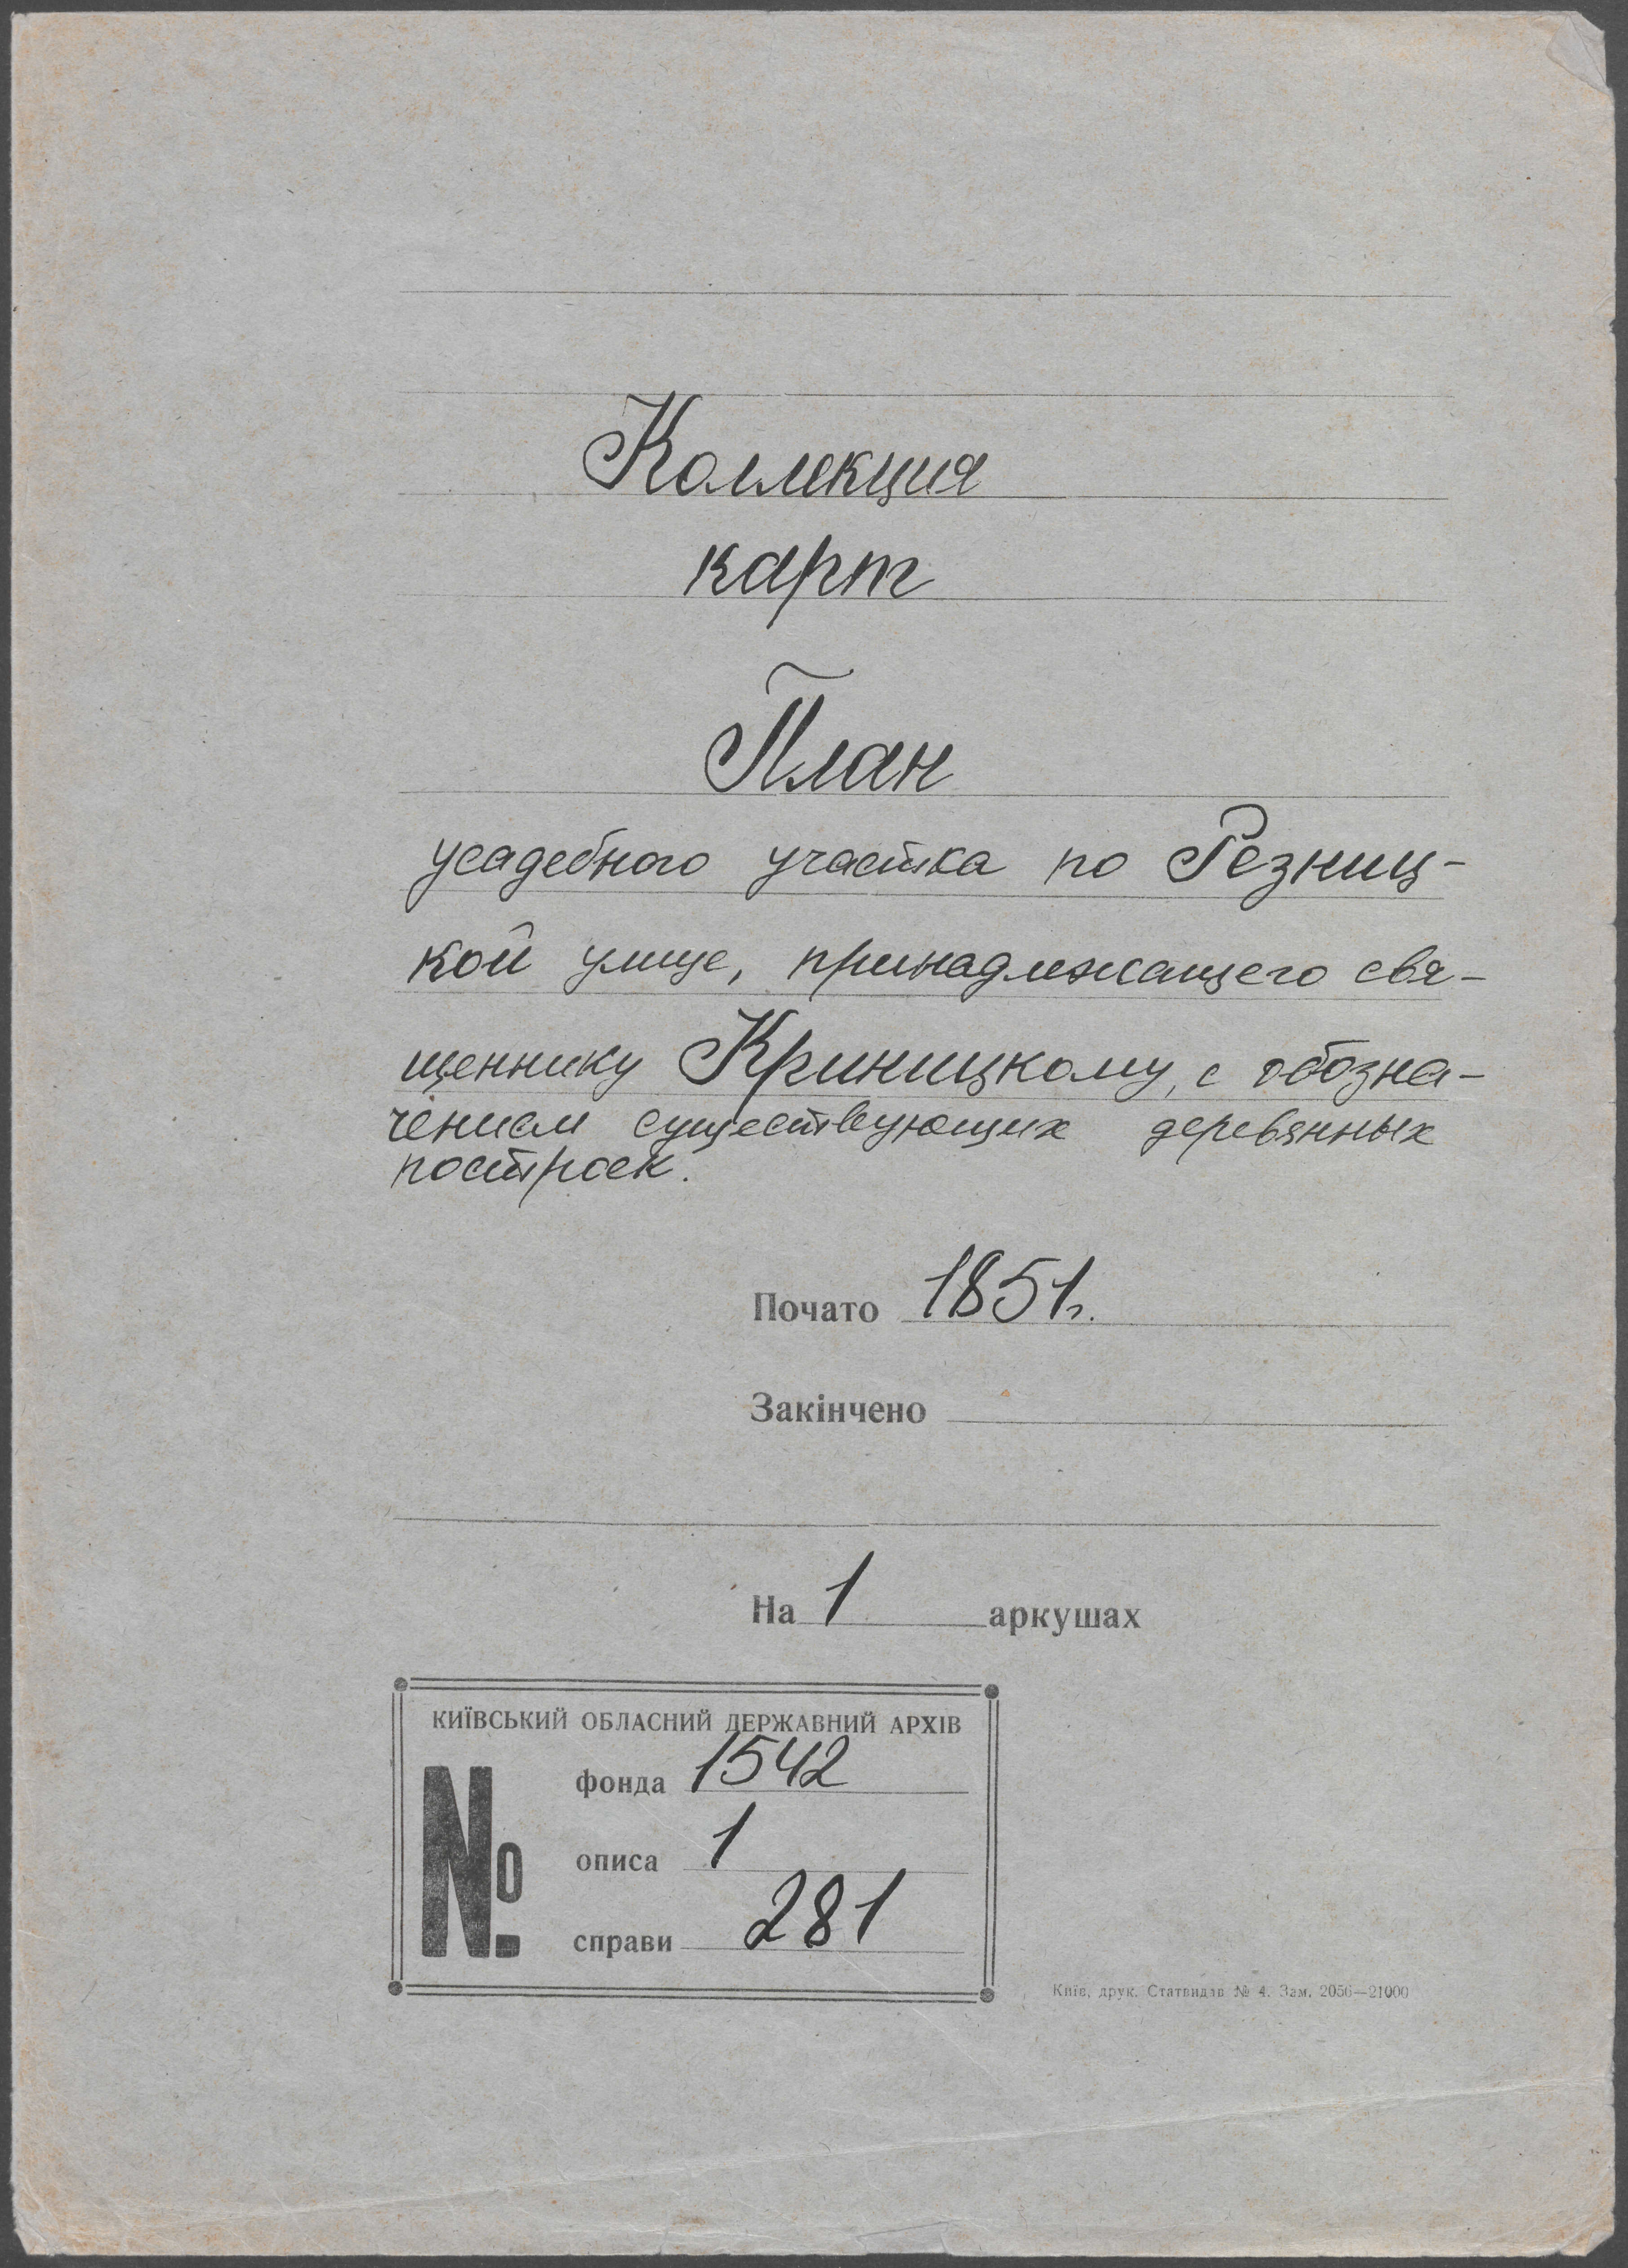 Коллекция
карт
План
усадебного участка по Резниц-
кой улице, принадлежащего свя-
щеннику Криницкому, с обозна-
чением существующих деревянных
построек.
Почато 1851г.
Закінчено
На 1 аркушах
КИЇВСЬКИЙ ОБЛАСНИЙ ДЕРЖАВНИЙ АРХІВ
№
фонда 1542
описа 1
справи 281
Київ, друк. Статвидав № 4. Зам. 2056—21000